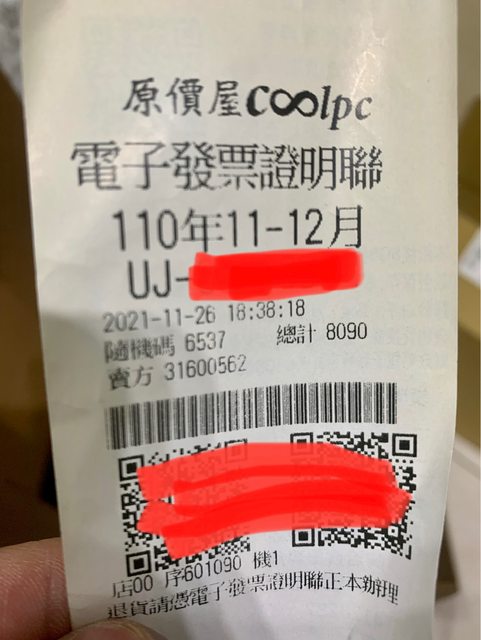 原價屋coolpc
電子發票證明聯
110年11-12月
UJ-
2021-11-26 18:38:18
隨機碼 6537 總計 8090
賣方 31600562
店00 序601090 機1
退貨請憑電子發票證明聯正本辦理